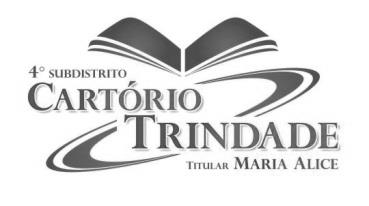 4° SUBDISTRITO
CARTÓRIO
TRINDADE
TITULAR MARIA ALICE